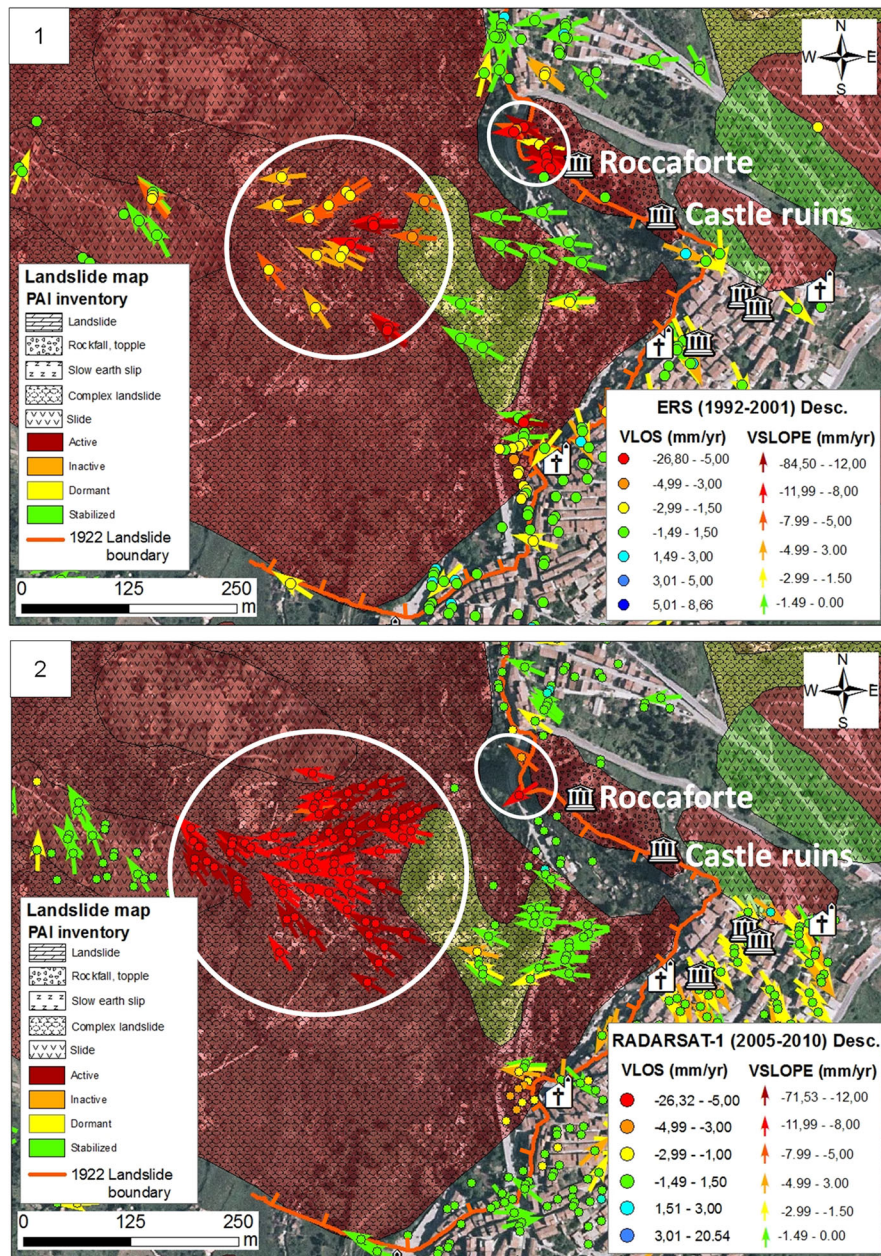 1
N
W E
S
Roccaforte
Castle ruins
Landslide map
PAI inventory
Landslide
Rockfall, topple
Slow earth slip
Complex landslide
Slide
Active
Inactive
Dormant
Stabilized
1922 Landslide
boundary
0 125 250
m
ERS (1992-2001) Desc.
VLOS (mm/yr) VSLOPE (mm/yr)
-26,80 - -5,00 -84,50 - -12,00
-4,99 - -3,00 -11,99 - -8,00
-2,99 - -1,50 -7.99 - -5,00
-1,49 - 1,50 -4.99 - 3.00
1,49 - 3,00 -2.99 - -1.50
3,01 - 5,00 -1.49 - 0.00
5,01 - 8,66
2
N
W E
S
Roccaforte
Castle ruins
Landslide map
PAI inventory
Landslide
Rockfall, topple
Slow earth slip
Complex landslide
Slide
Active
Inactive
Dormant
Stabilized
1922 Landslide
boundary
0 125 250
m
RADARSAT-1 (2005-2010) Desc.
VLOS (mm/yr) VSLOPE (mm/yr)
-26,32 - -5,00 -71,53 - -12,00
-4,99 - -3,00 -11,99 - -8,00
-2,99 - -1,00 -7.99 - -5,00
-1,49 - 1,50 -4.99 - 3.00
1,51 - 3,00 -2.99 - -1.50
3,01 - 20.54 -1.49 - 0.00